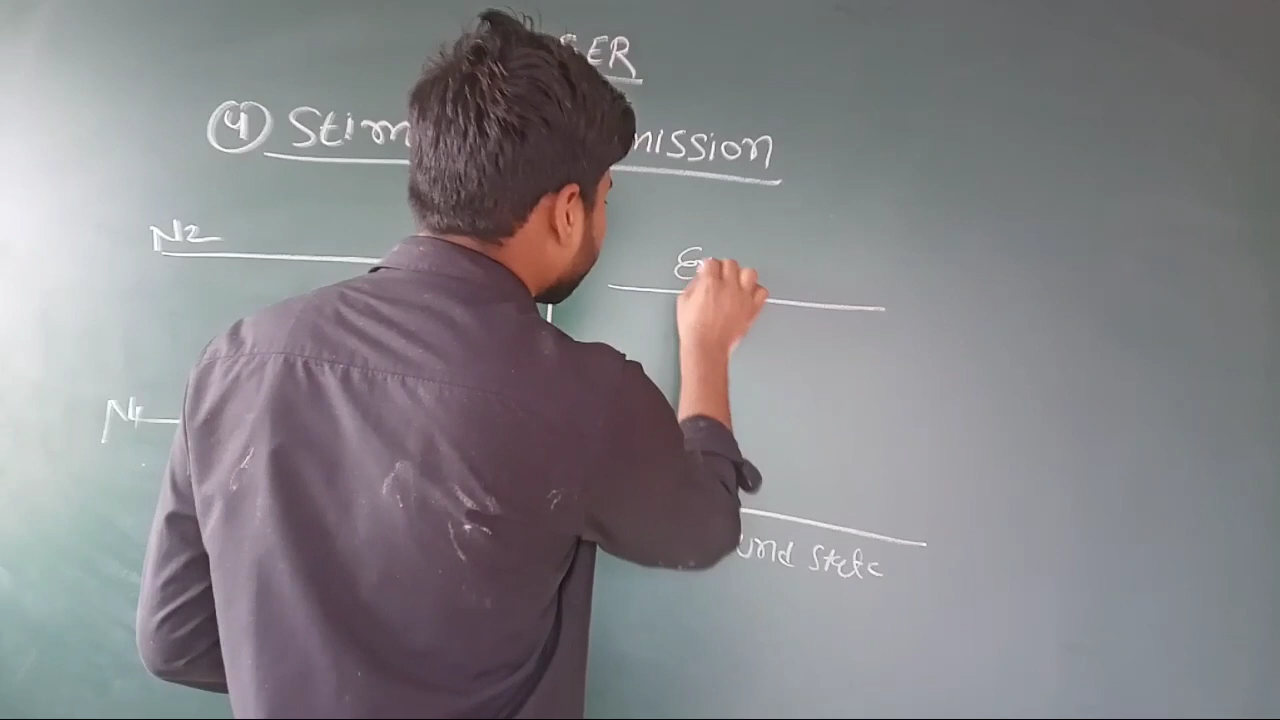 SER
④ Stim mission
N2
N1
und state